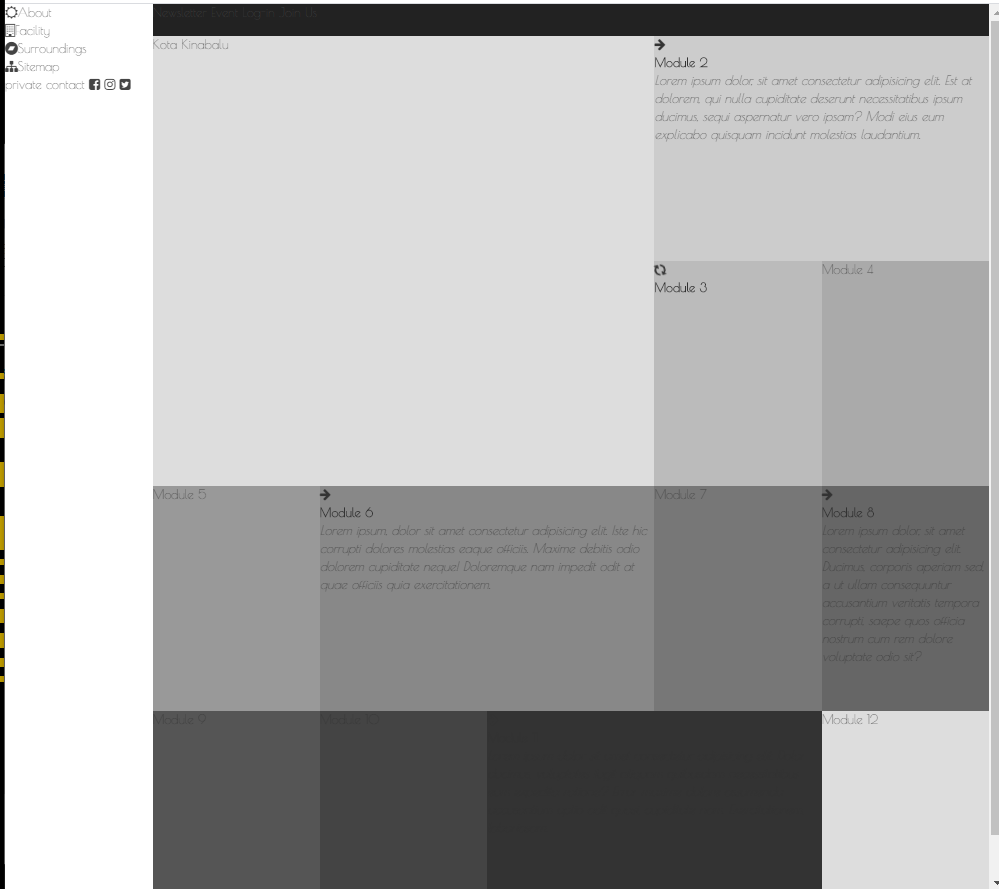 About
Facility
Surroundings
Sitemap
private contact
Newsletter Event Log in Join Us
Kota Kinabalu
Module 2
Lorem ipsum dolor, sit amet consectetur adipisicing elit. Est at
dolorem, qui nulla cupiditate deserunt necessitatibus ipsum
ducimus, sequi aspernatur vero ipsam? Modi eius eum
explicabo quisquam incidunt molestias laudantium.
Module 3
Module 4
Module 5
Module 6
Lorem ipsum, dolor sit amet consectetur adipisicing elit. Iste hic
corrupti dolores molestias eaque officiis. Maxime debitis odio
dolorem cupiditate neque! Doloremque nam impedit odit at
quae officiis quia exercitationem.
Module 7
Module 8
Lorem ipsum dolor, sit amet
consectetur adipisicing elit.
Ducimus, corporis aperiam sed
a ut ullam consequuntur
accusantium veritatis tempora
corrupti, saepe quos officia
nostrum cum rem dolore
voluptate odio sit?
Module 9
Module 10
Module 12